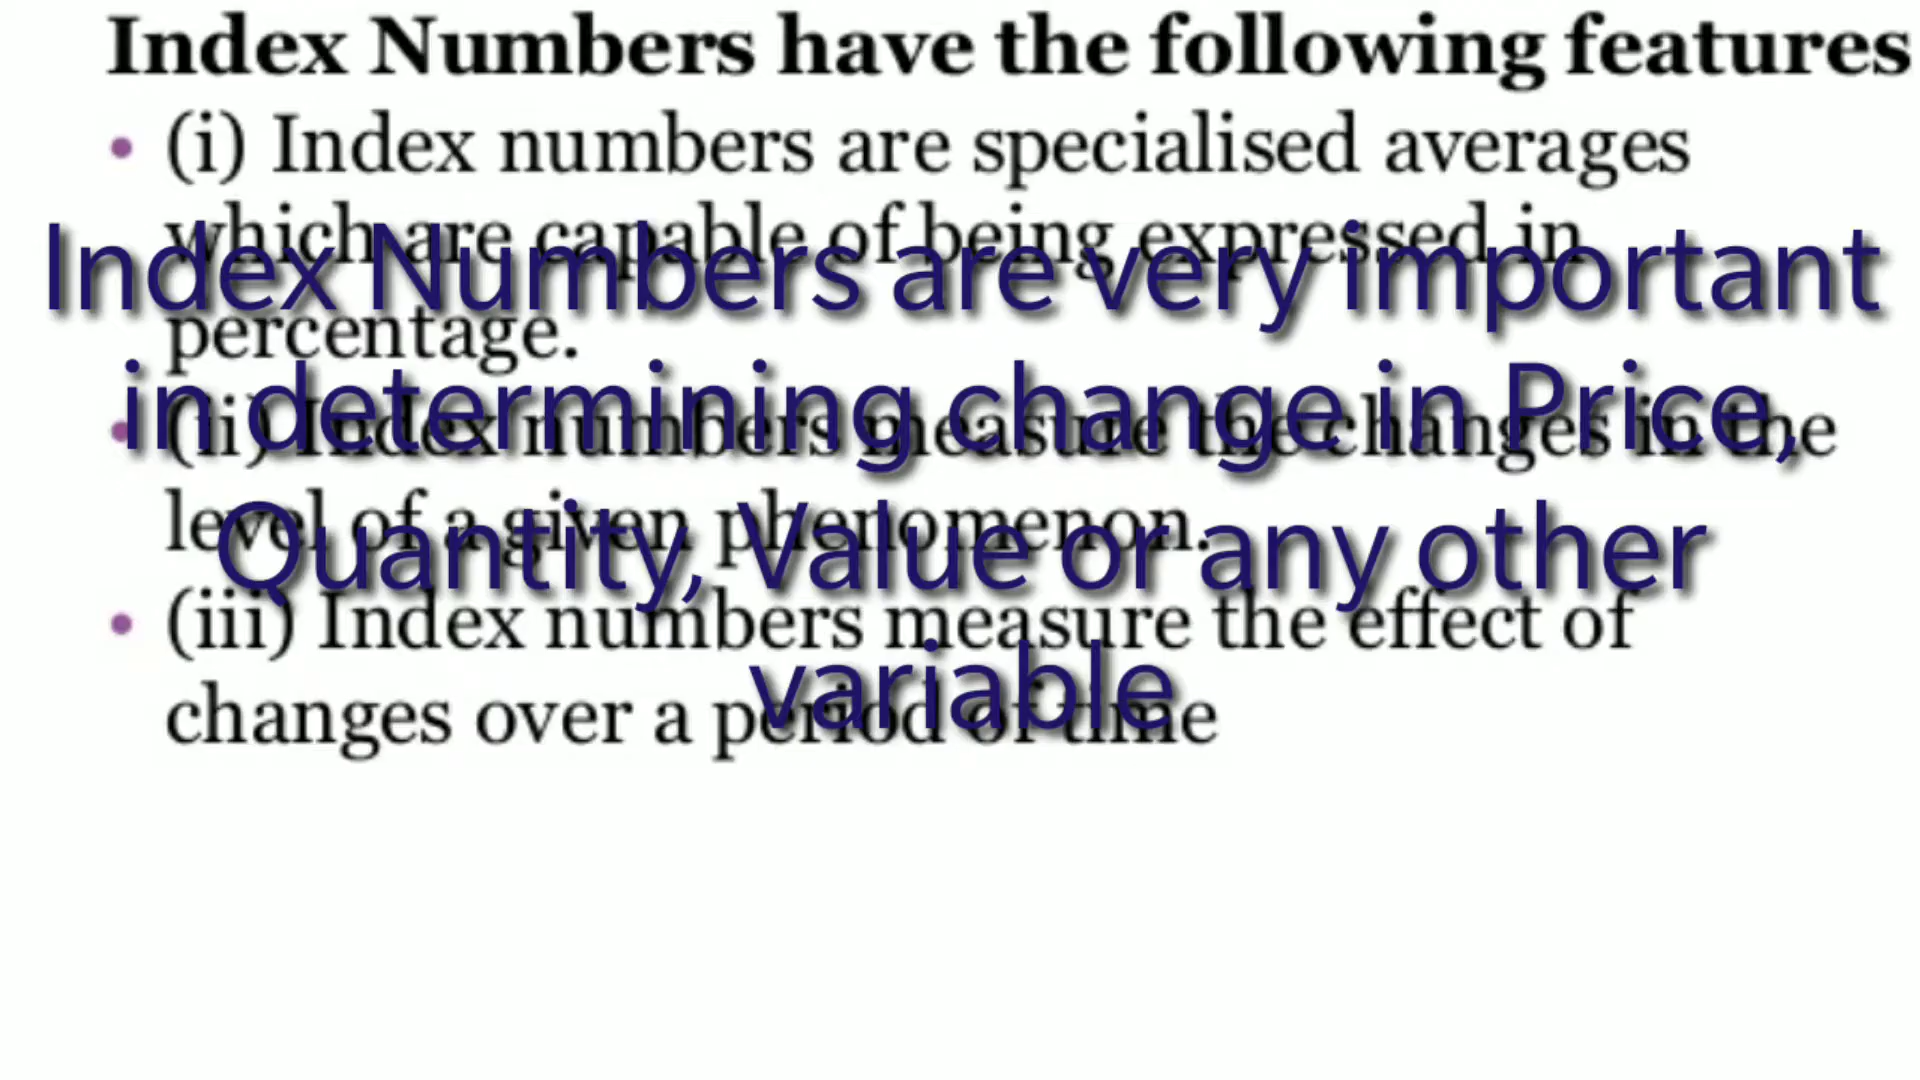 Index Numbers have the following features
• (i) Index numbers are specialised averages
which are capable of being expressed in
percentage.
• (ii) Index numbers measure the changes in the
level of a given phenomenon.
• (iii) Index numbers measure the effect of
changes over a period of time
Index Numbers are very important
in determining change in Price,
Quantity, Value or any other
variable